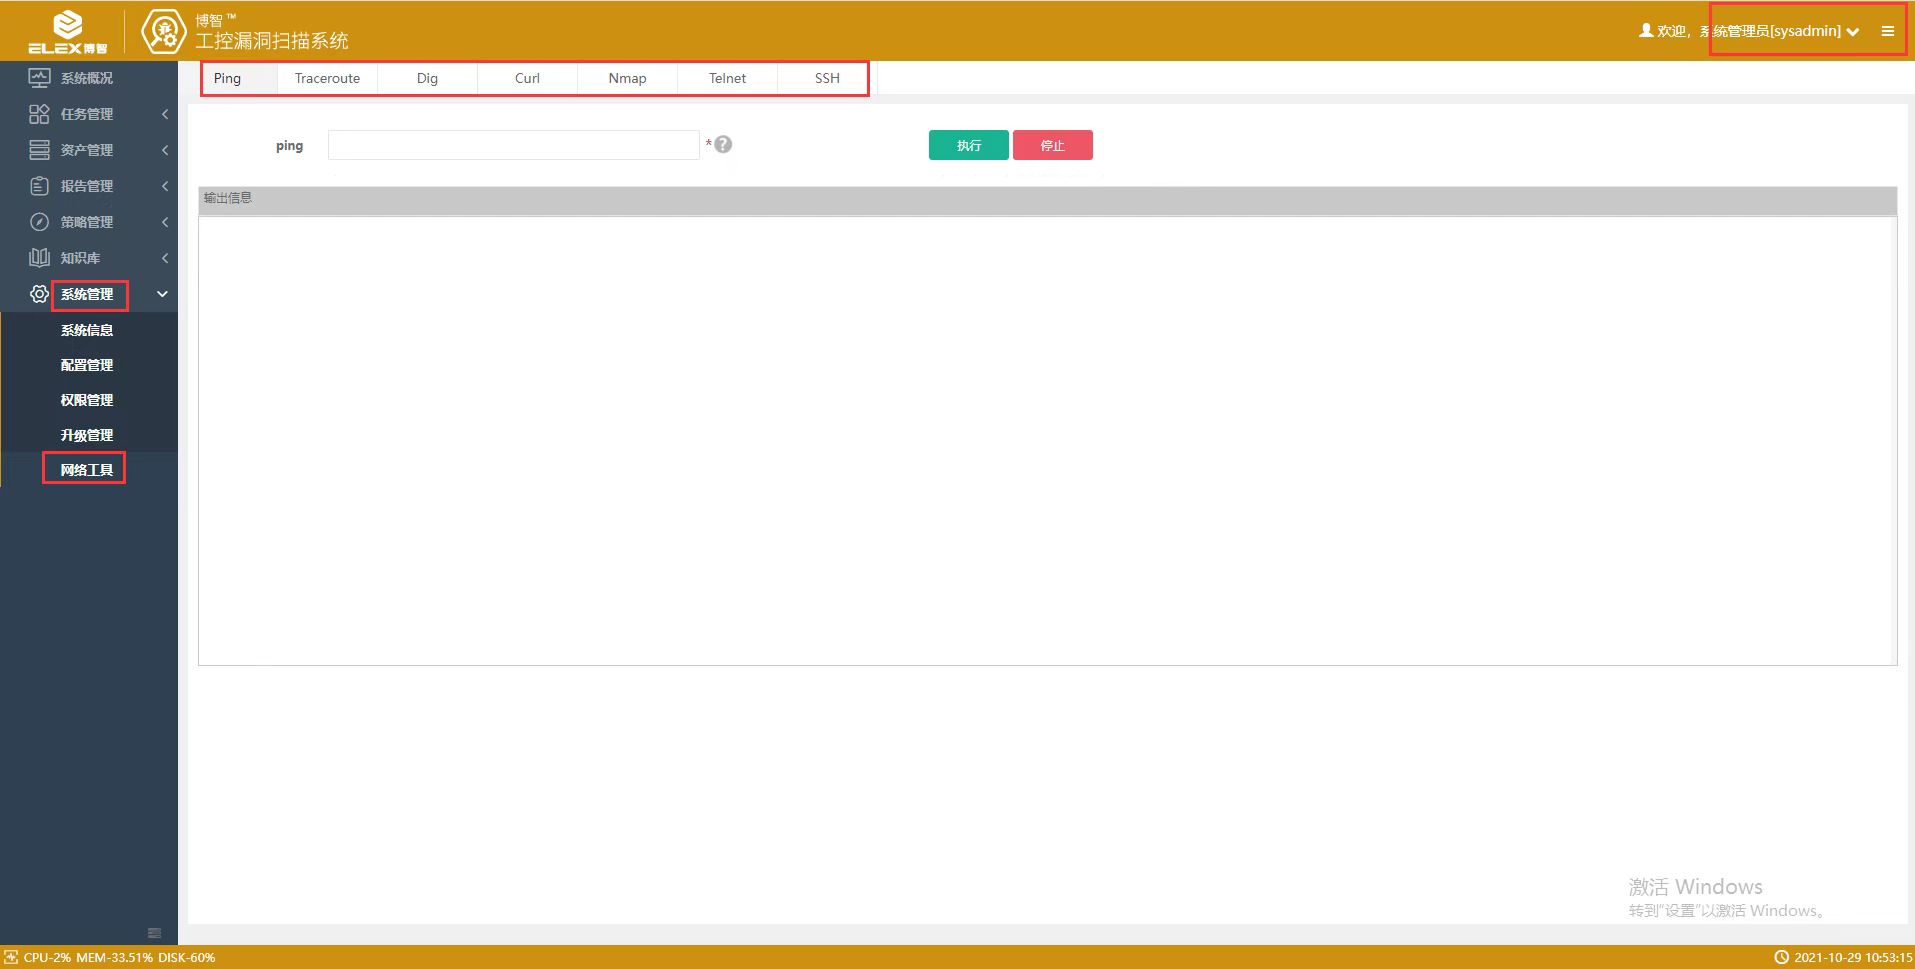 ELEX博智
博智™
工控漏洞扫描系统
欢迎，系统管理员[sysadmin]
系统概况
任务管理
资产管理
报告管理
策略管理
知识库
系统管理
系统信息
配置管理
权限管理
升级管理
网络工具
Ping Traceroute Dig Curl Nmap Telnet SSH
ping * ? 执行 停止
输出信息
激活 Windows
转到"设置"以激活 Windows。
CPU-2% MEM-33.51% DISK-60%
2021-10-29 10:53:15